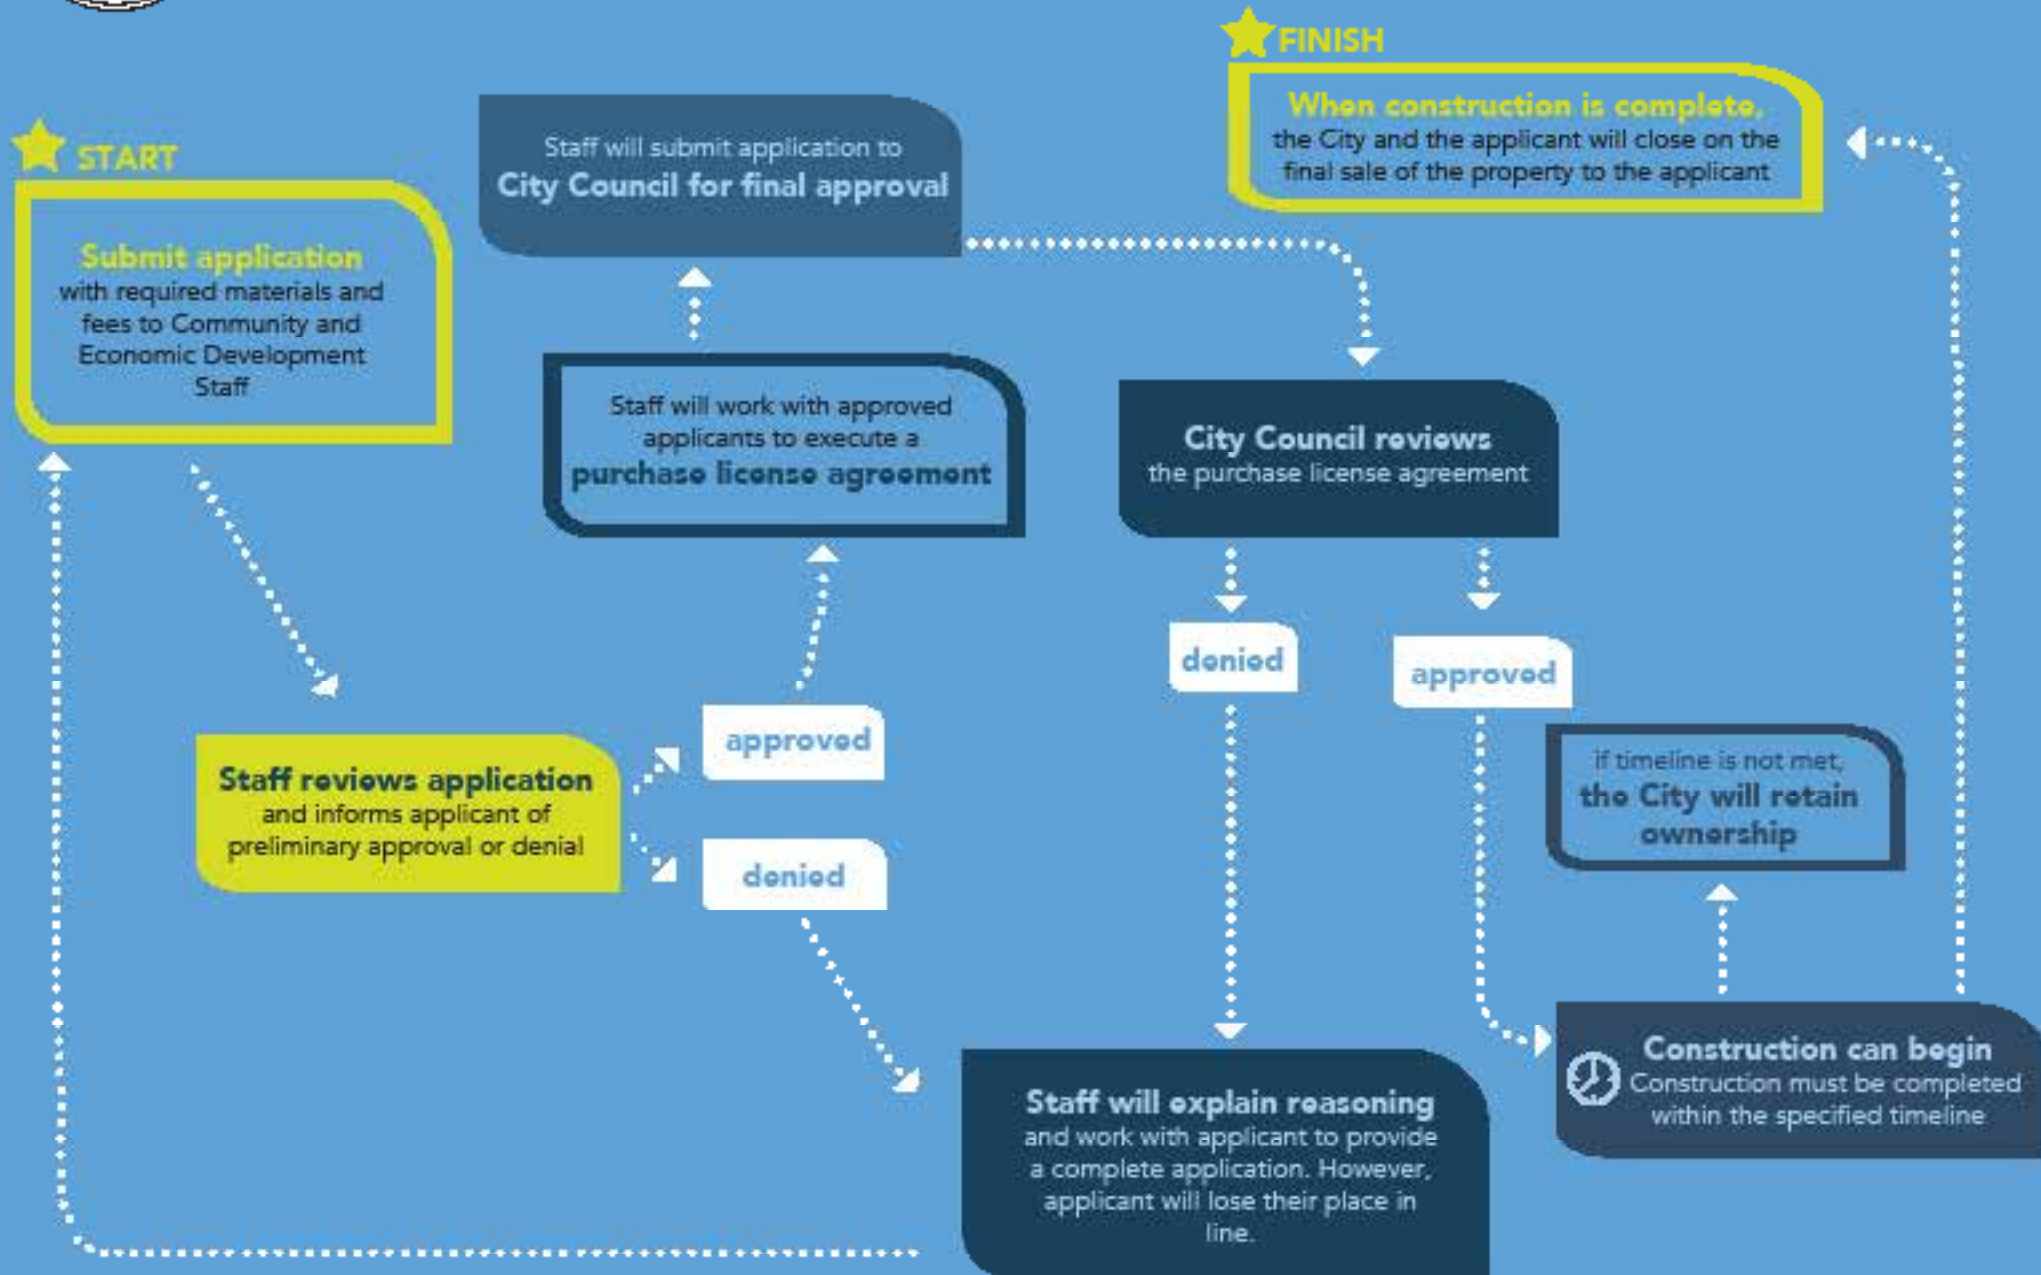 START
Submit application
with required materials and
fees to Community and
Economic Development
Staff
Staff reviews application
and informs applicant of
preliminary approval or denial
approved
denied
Staff will work with approved
applicants to execute a
purchase license agreement
Staff will submit application to
City Council for final approval
City Council reviews
the purchase license agreement
denied
approved
Staff will explain reasoning
and work with applicant to provide
a complete application. However,
applicant will lose their place in
line.
Construction can begin
Construction must be completed
within the specified timeline
if timeline is not met,
the City will retain
ownership
FINISH
When construction is complete,
the City and the applicant will close on the
final sale of the property to the applicant